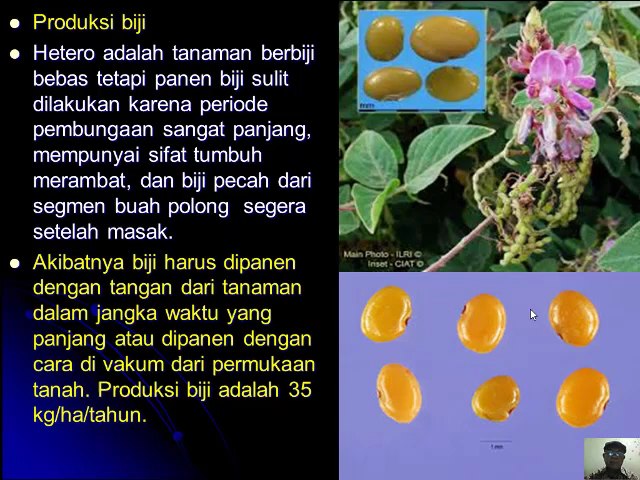 Produksi biji
Hetero adalah tanaman berbiji
bebas tetapi panen biji sulit
dilakukan karena periode
pembungaan sangat panjang,
mempunyai sifat tumbuh
merambat, dan biji pecah dari
segmen buah polong segera
setelah masak.
Akibatnya biji harus dipanen
dengan tangan dari tanaman
dalam jangka waktu yang
panjang atau dipanen dengan
cara di vakum dari permukaan
tanah. Produksi biji adalah 35
kg/ha/tahun.
Main Photo - ILRI ©
Inset - CIAT ©
1 mm